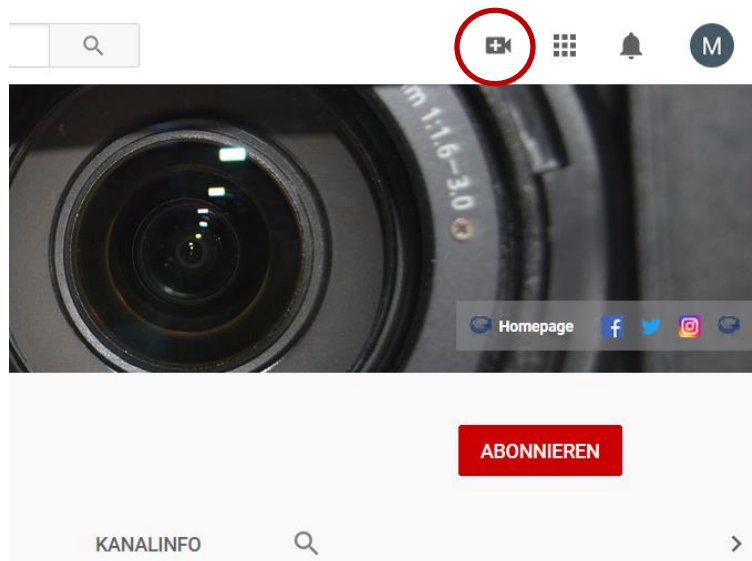 M
m 1:1.6–3.0
Homepage
ABONNIEREN
KANALINFO